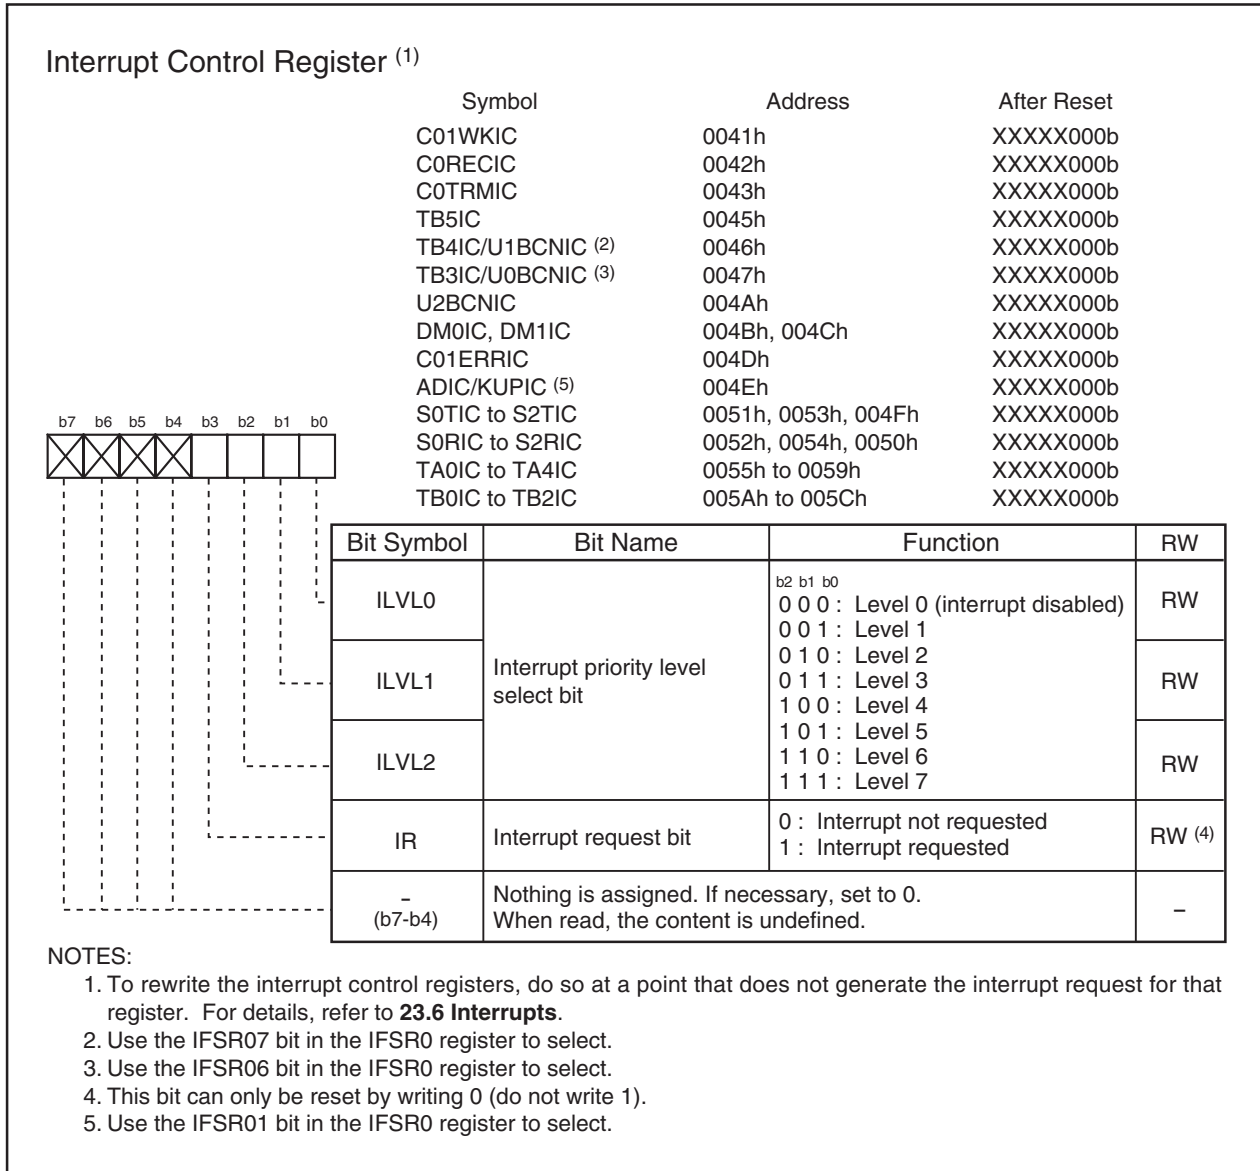 Interrupt Control Register (1)
Symbol Address After Reset
C01WKIC 0041h XXXXX000b
C0RECIC 0042h XXXXX000b
C0TRMIC 0043h XXXXX000b
TB5IC 0045h XXXXX000b
TB4IC/U1BCNIC (2) 0046h XXXXX000b
TB3IC/U0BCNIC (3) 0047h XXXXX000b
U2BCNIC 004Ah XXXXX000b
DM0IC, DM1IC 004Bh, 004Ch XXXXX000b
C01ERRIC 004Dh XXXXX000b
ADIC/KUPIC (5) 004Eh XXXXX000b
S0TIC to S2TIC 0051h, 0053h, 004Fh XXXXX000b
S0RIC to S2RIC 0052h, 0054h, 0050h XXXXX000b
TA0IC to TA4IC 0055h to 0059h XXXXX000b
TB0IC to TB2IC 005Ah to 005Ch XXXXX000b
b7 b6 b5 b4 b3 b2 b1 b0
Bit Symbol Bit Name Function RW
ILVL0 RW
ILVL1 RW
ILVL2 RW
Interrupt priority level
select bit
b2 b1 b0
0 0 0 : Level 0 (interrupt disabled)
0 0 1 : Level 1
0 1 0 : Level 2
0 1 1 : Level 3
1 0 0 : Level 4
1 0 1 : Level 5
1 1 0 : Level 6
1 1 1 : Level 7
IR Interrupt request bit 0 : Interrupt not requested RW (4)
1 : Interrupt requested
– Nothing is assigned. If necessary, set to 0. –
(b7-b4) When read, the content is undefined.
NOTES:
1. To rewrite the interrupt control registers, do so at a point that does not generate the interrupt request for that
register. For details, refer to 23.6 Interrupts.
2. Use the IFSR07 bit in the IFSR0 register to select.
3. Use the IFSR06 bit in the IFSR0 register to select.
4. This bit can only be reset by writing 0 (do not write 1).
5. Use the IFSR01 bit in the IFSR0 register to select.